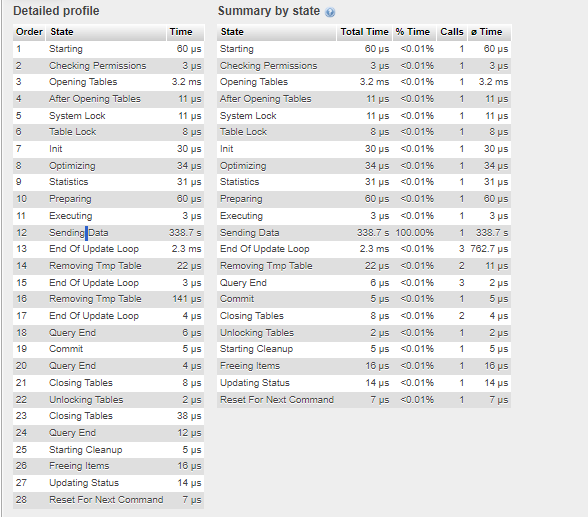 Detailed profile
Order State Time
1 Starting 60 µs
2 Checking Permissions 3 µs
3 Opening Tables 3.2 ms
4 After Opening Tables 11 µs
5 System Lock 11 µs
6 Table Lock 8 µs
7 Init 30 µs
8 Optimizing 34 µs
9 Statistics 31 µs
10 Preparing 60 µs
11 Executing 3 µs
12 Sending Data 338.7 s
13 End Of Update Loop 2.3 ms
14 Removing Tmp Table 22 µs
15 End Of Update Loop 3 µs
16 Removing Tmp Table 141 µs
17 End Of Update Loop 4 µs
18 Query End 6 µs
19 Commit 5 µs
20 Query End 4 µs
21 Closing Tables 8 µs
22 Unlocking Tables 2 µs
23 Closing Tables 38 µs
24 Query End 12 µs
25 Starting Cleanup 5 µs
26 Freeing Items 16 µs
27 Updating Status 14 µs
28 Reset For Next Command 7 µs
Summary by state
State Total Time % Time Calls ø Time
Starting 60 µs <0.01% 1 60 µs
Checking Permissions 3 µs <0.01% 1 3 µs
Opening Tables 3.2 ms <0.01% 1 3.2 ms
After Opening Tables 11 µs <0.01% 1 11 µs
System Lock 11 µs <0.01% 1 11 µs
Table Lock 8 µs <0.01% 1 8 µs
Init 30 µs <0.01% 1 30 µs
Optimizing 34 µs <0.01% 1 34 µs
Statistics 31 µs <0.01% 1 31 µs
Preparing 60 µs <0.01% 1 60 µs
Executing 3 µs <0.01% 1 3 µs
Sending Data 338.7 s 100.00% 1 338.7 s
End Of Update Loop 2.3 ms <0.01% 3 762.7 µs
Removing Tmp Table 22 µs <0.01% 2 11 µs
Query End 6 µs <0.01% 3 2 µs
Commit 5 µs <0.01% 1 5 µs
Closing Tables 8 µs <0.01% 2 4 µs
Unlocking Tables 2 µs <0.01% 1 2 µs
Starting Cleanup 5 µs <0.01% 1 5 µs
Freeing Items 16 µs <0.01% 1 16 µs
Updating Status 14 µs <0.01% 1 14 µs
Reset For Next Command 7 µs <0.01% 1 7 µs